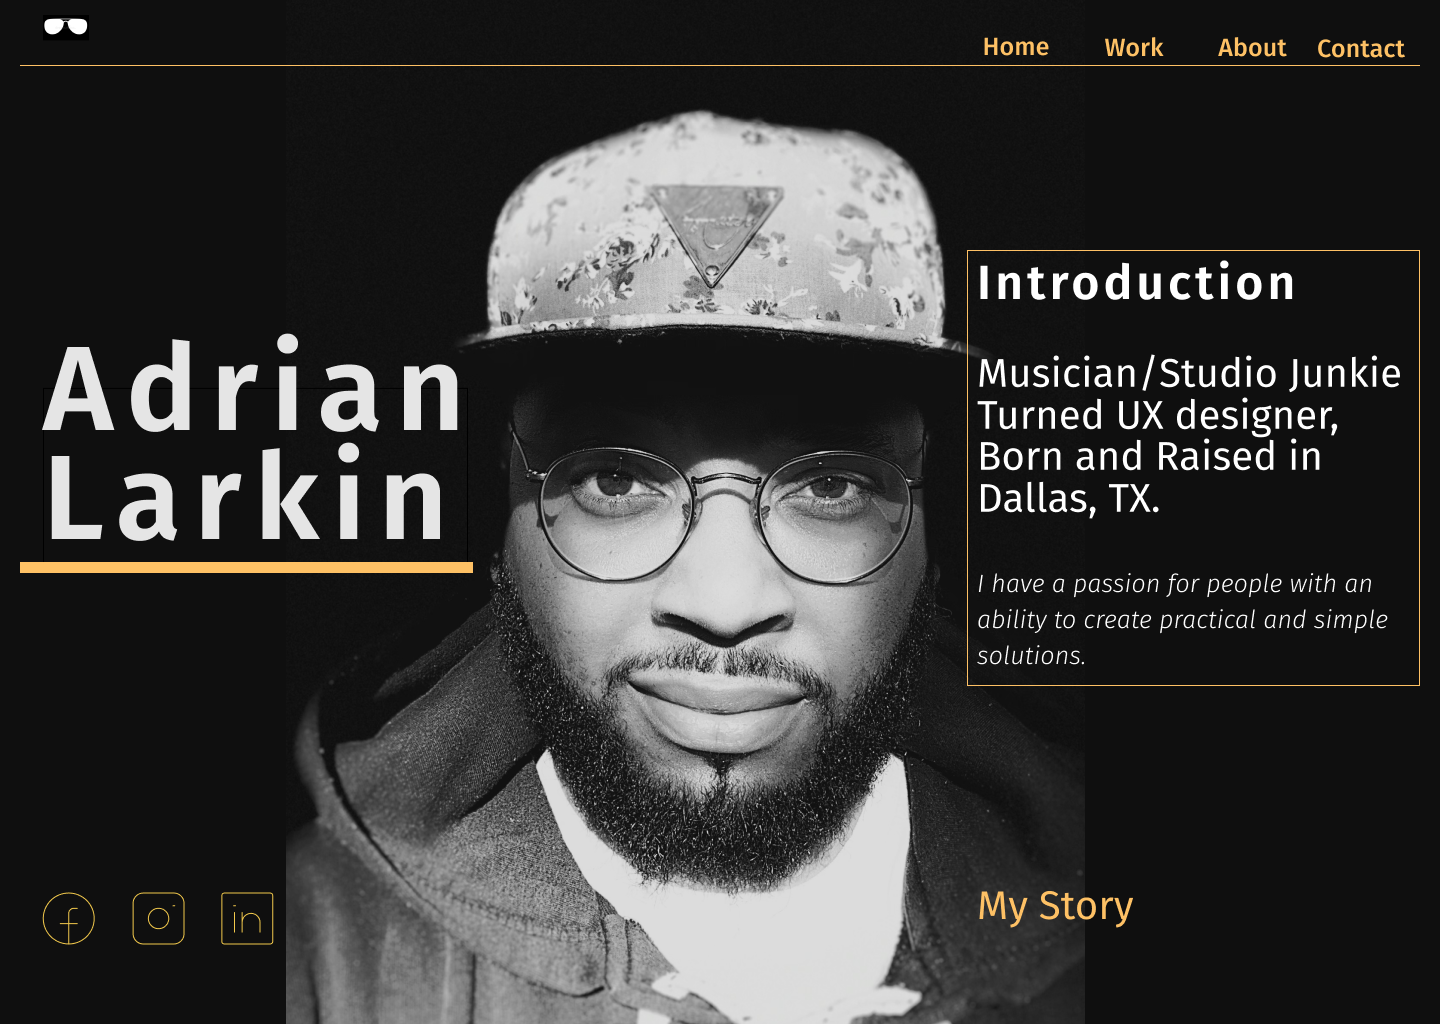 Home Work About Contact
Adrian
Larkin
Introduction
Musician/Studio Junkie
Turned UX designer,
Born and Raised in
Dallas, TX.
I have a passion for people with an
ability to create practical and simple
solutions.
f
in
My Story